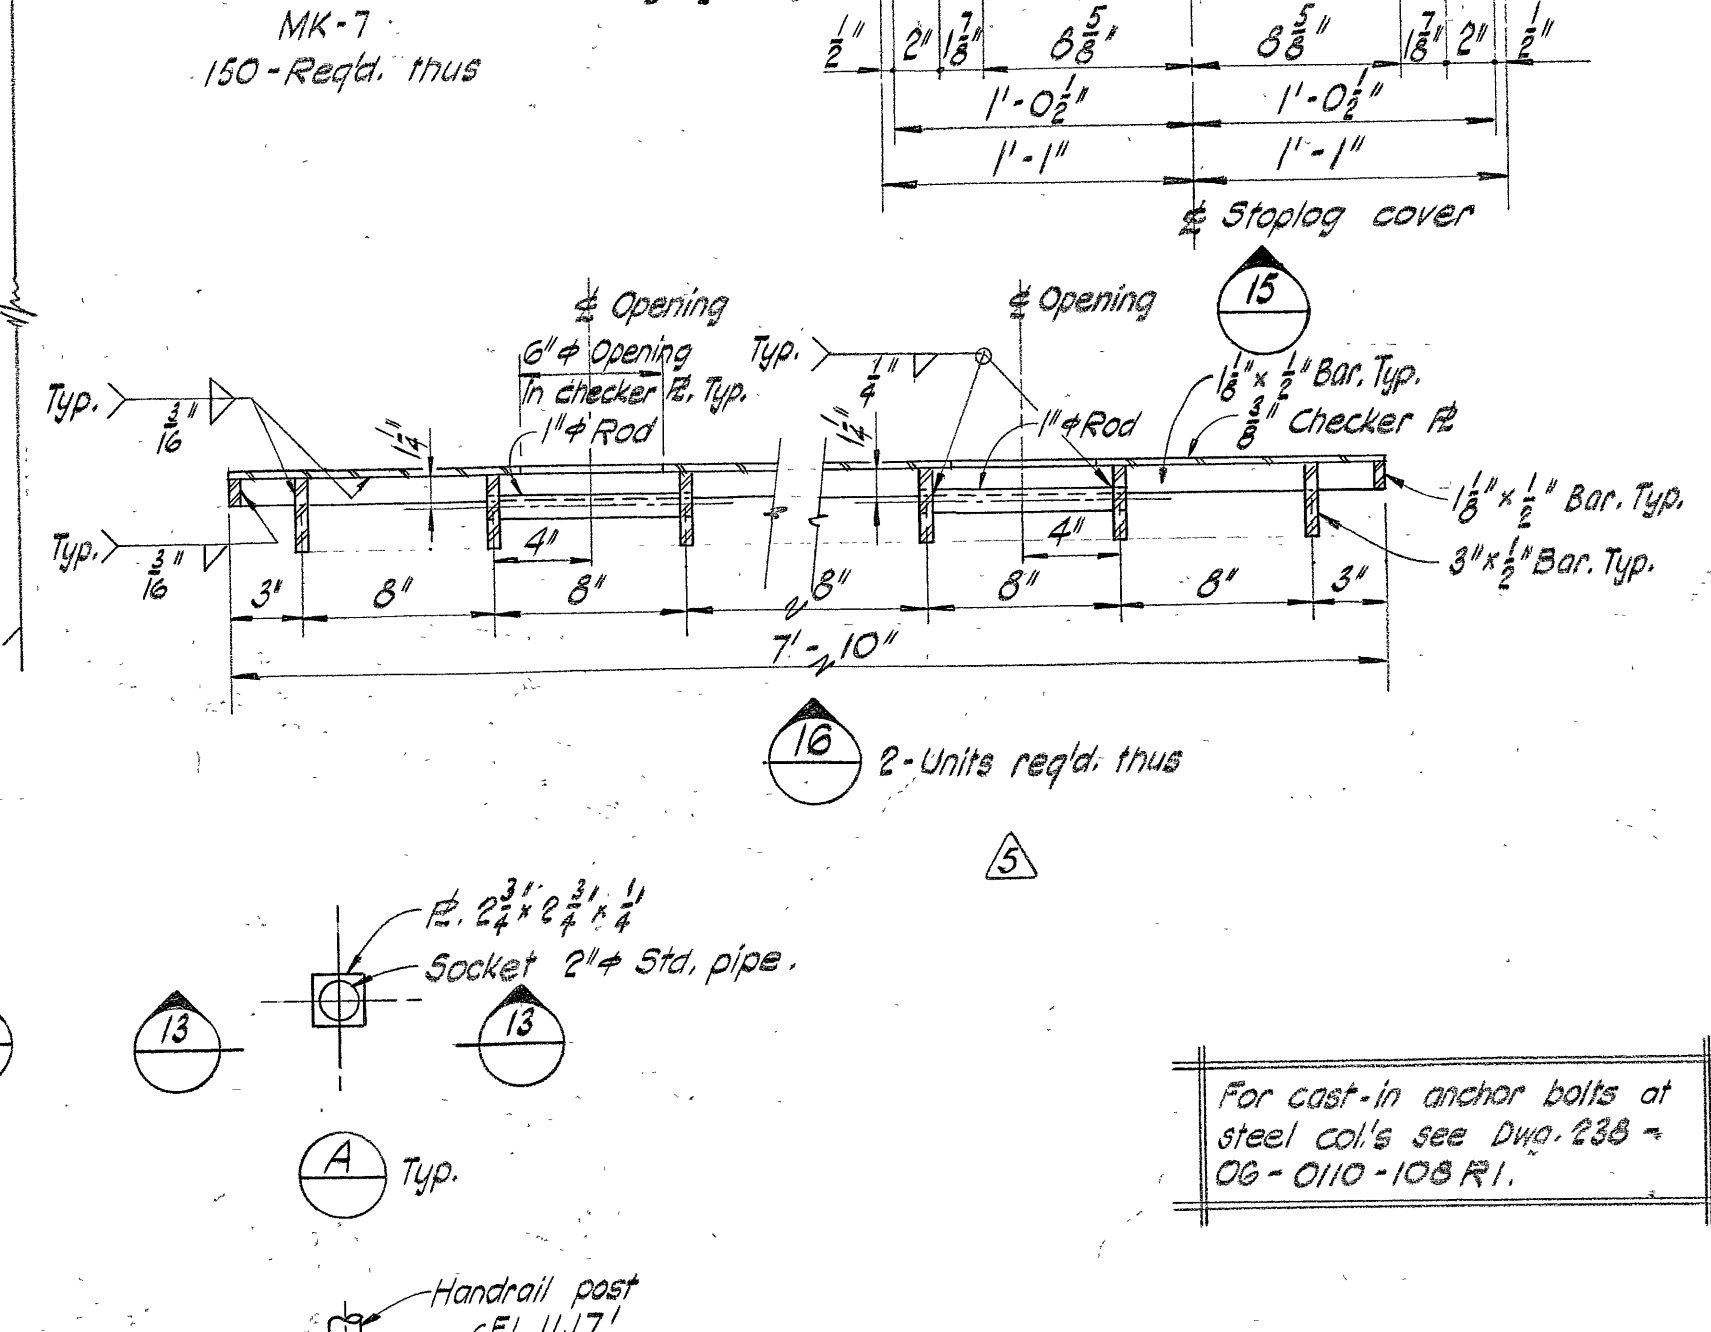 MK-7
150-Req'd. thus
1/2" 2" 1 7/8" 8 5/8" 8 5/8" 1 7/8" 2" 1/2"
1'-0 1/2" 1'-0 1/2"
1'-1" 1'-1"
℄ Stoplog cover
15
℄ Opening ℄ Opening
6"ϕ Opening
In checker ℙ. Typ.
Typ. 1/4"
1 1/8" x 1/2" Bar. Typ.
3/8" Checker ℙ
Typ. 3/16"
1 1/4" 1"ϕ Rod 1 1/4" 1"ϕ Rod
1 1/8" x 1/2" Bar. Typ.
Typ. 3/16"
4" 4"
3" x 1/2" Bar. Typ.
3" 8" 8" 8" 8" 8" 3"
7'-10"
16 2-Units req'd. thus
5
ℙ. 2 3/4" x 2 3/4" x 1/4"
Socket 2"ϕ Std. pipe.
13 13
A Typ.
For cast-in anchor bolts at
steel col.'s see Dwg. 238-
06-0110-108 R1.
Handrail post